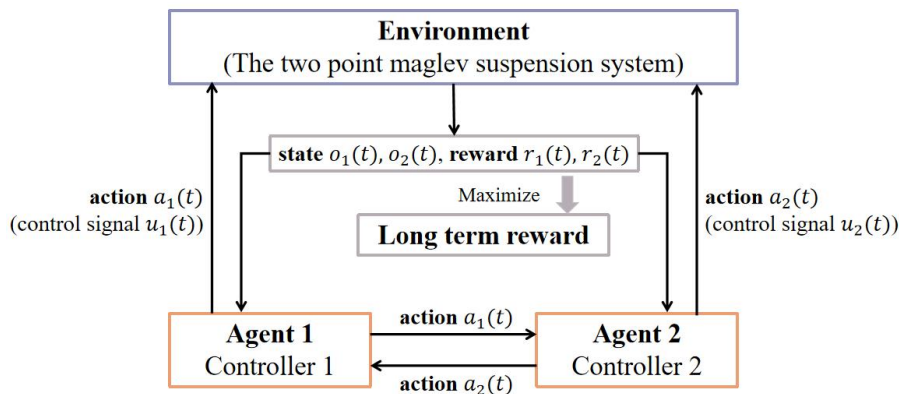 Environment
(The two point maglev suspension system)
state o₁(t), o₂(t), reward r₁(t), r₂(t)
action a₁(t)
(control signal u₁(t))
Maximize
Long term reward
action a₂(t)
(control signal u₂(t))
Agent 1
Controller 1
action a₁(t)
action a₂(t)
Agent 2
Controller 2